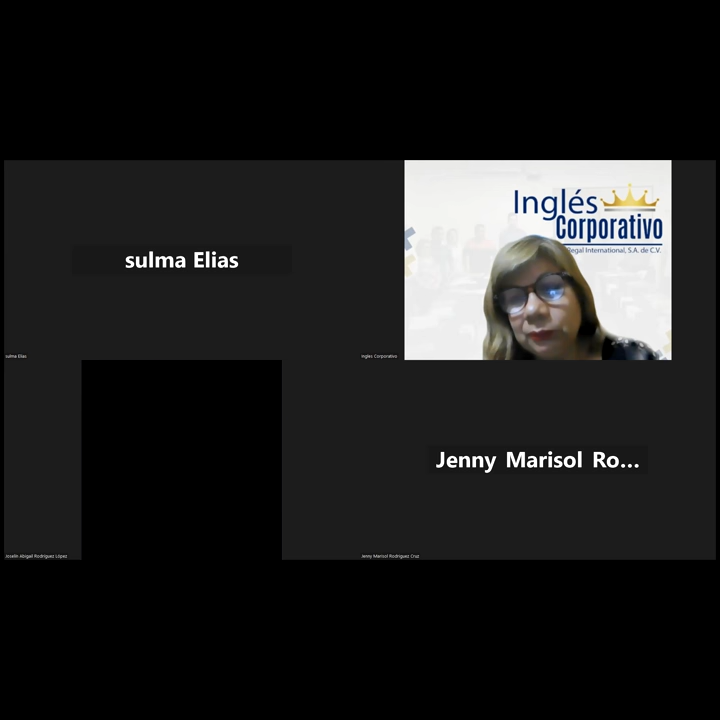 Inglés
Corporativo
Regal International, S.A. de C.V.
sulma Elias
sulma Elias
Ingles Corporativo
Jenny Marisol Ro...
Joselin Abigail Rodriguez López
Jenny Marisol Rodriguez Cruz